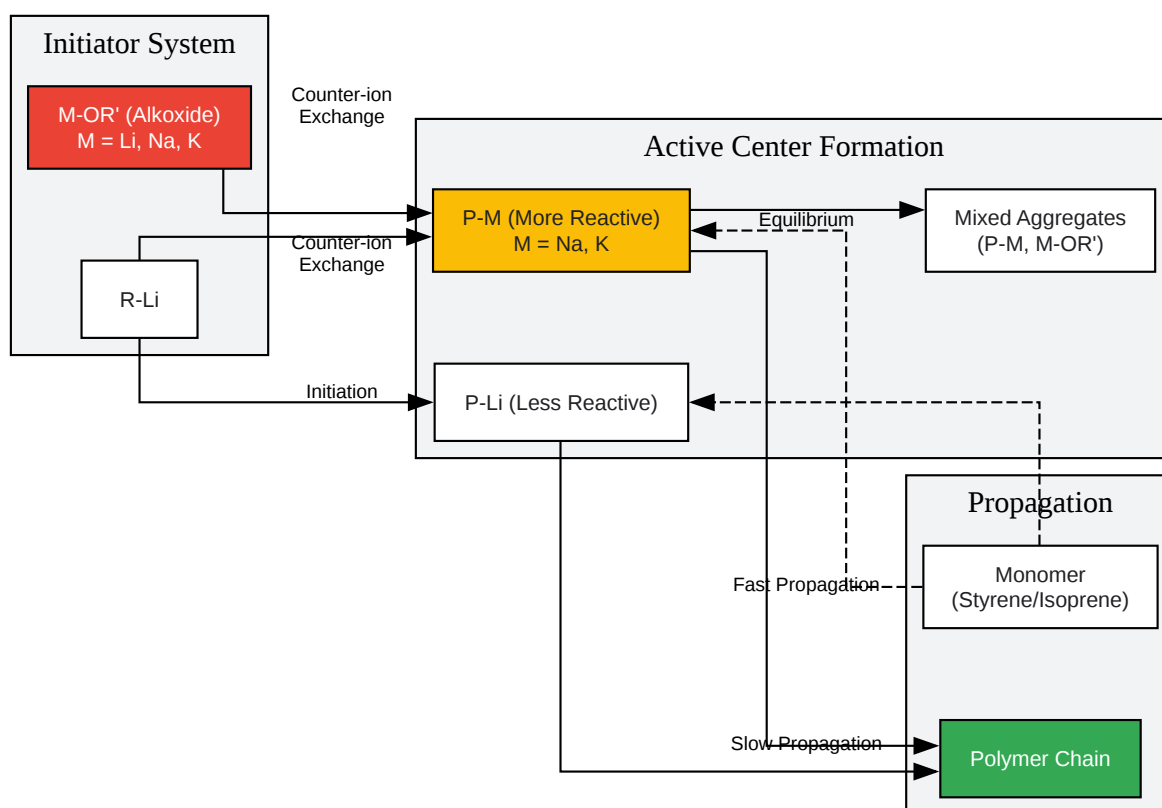 Initiator System
M-OR' (Alkoxide)
M = Li, Na, K
Counter-ion
Exchange
Active Center Formation
P-M (More Reactive)
M = Na, K
Equilibrium
Mixed Aggregates
(P-M, M-OR')
Counter-ion
Exchange
R-Li
Initiation
P-Li (Less Reactive)
Propagation
Monomer
(Styrene/Isoprene)
Fast Propagation
Slow Propagation
Polymer Chain